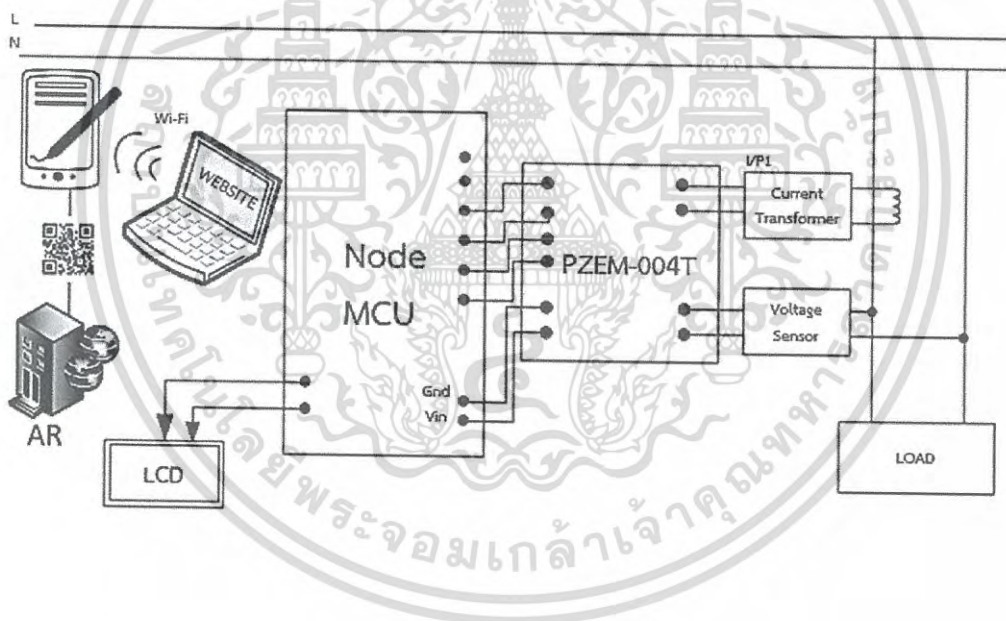 L
N
Wi-Fi
WEBSITE
AR
LCD
Node
MCU
Gnd
Vin
PZEM-004T
I/P1
Current
Transformer
Voltage
Sensor
LOAD
พระจอมเกล้าเจ้าคุณทหาร